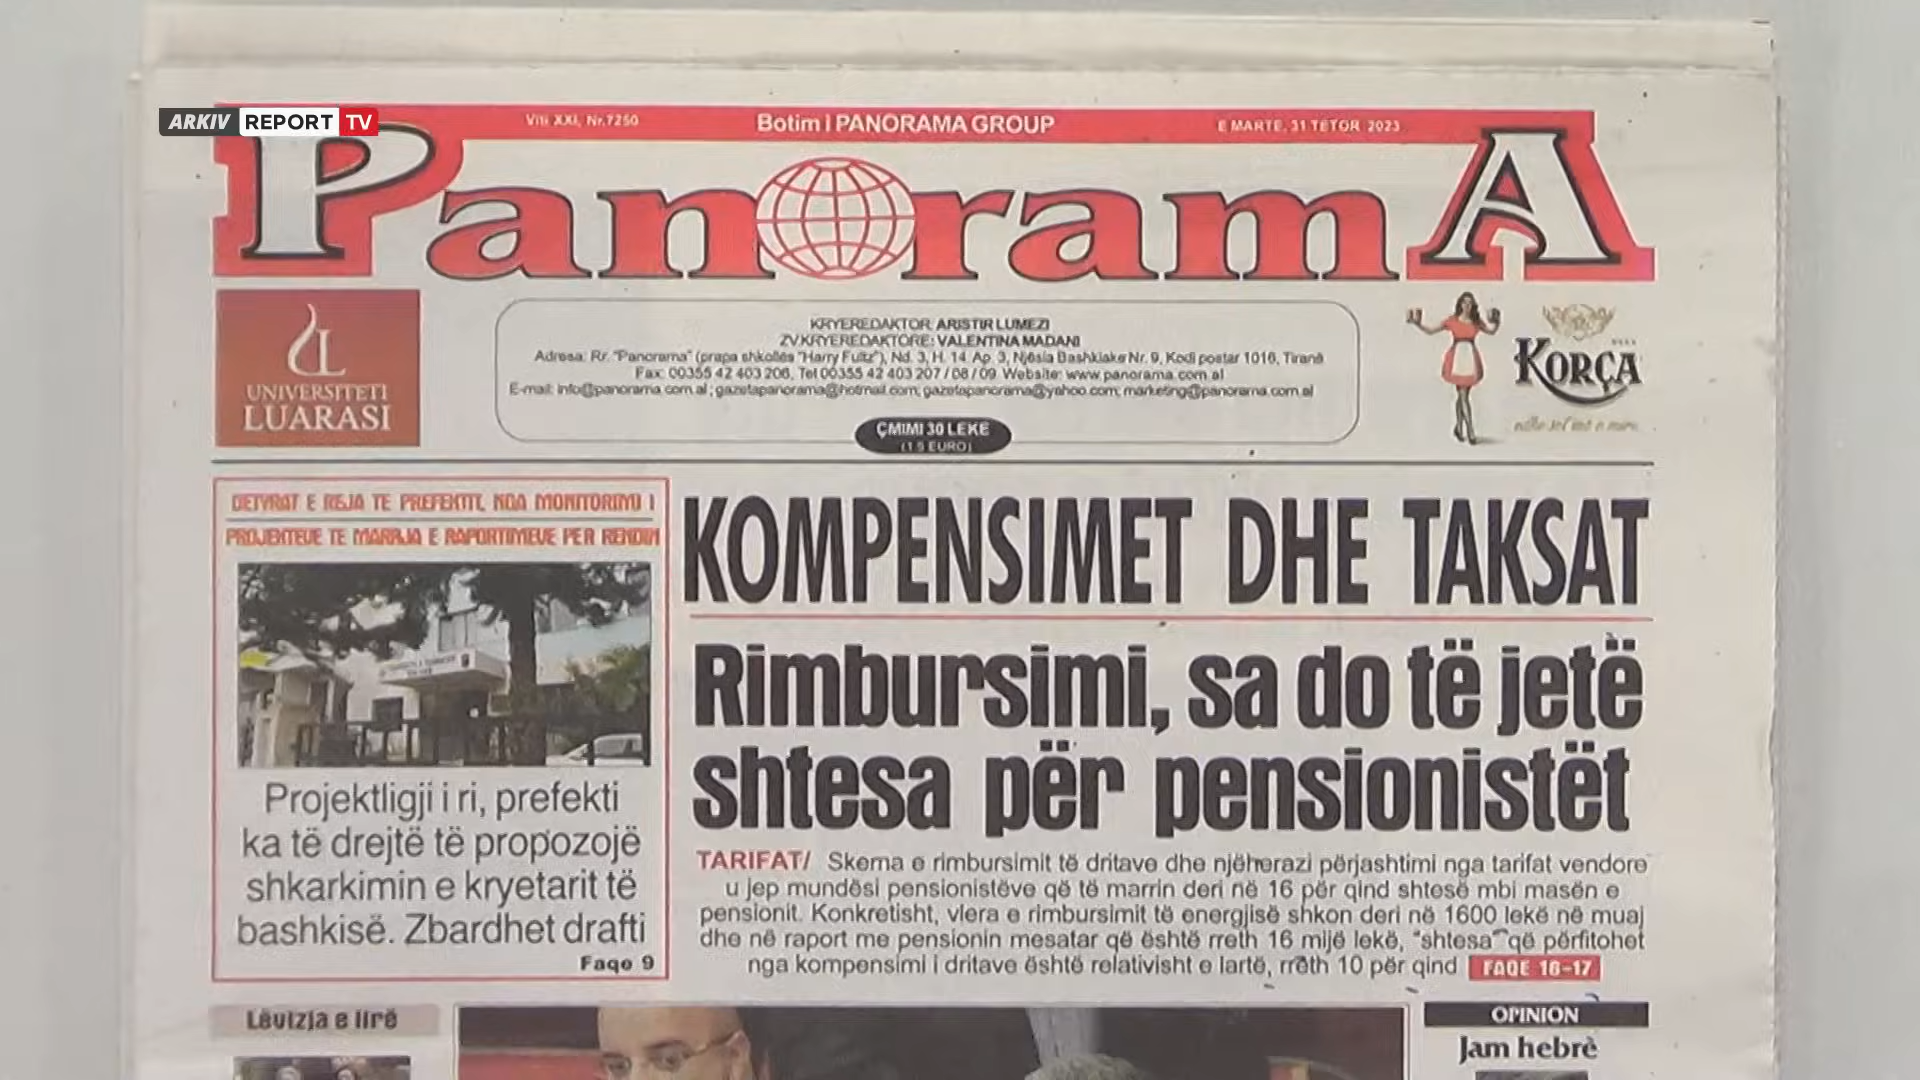 ARKIV REPORT TV
Viti XXI, Nr.7250
Botim i PANORAMA GROUP
E MARTE, 31 TETOR 2023
PanoramA
UNIVERSITETI
LUARASI
KRYEREDAKTOR: ARISTIR LUMEZI
ZV.KRYEREDAKTORE: VALENTINA MADANI
Adresa: Rr. "Panorama" (prapa shkollës "Harry Fultz"), Nd. 3, H. 14 Ap. 3, Njësia Bashkiake Nr. 9, Kodi postar 1016, Tiranë
Fax: 00355 42 403 206, Tel 00355 42 403 207 / 08 / 09 Website: www.panorama.com.al
E-mail: info@panorama.com.al; gazetapanorama@hotmail.com; gazetapanorama@yahoo.com; marketing@panorama.com.al
ÇMIMI 30 LEKE
(1.5 EURO)
KORÇA
DETYRAT E REJA TE PREFEKTIT, NGA MONITORIMI I
PROJEKTEVE TE MARRJA E RAPORTIMEVE PER RENDIN
Projektligji i ri, prefekti
ka të drejtë të propozojë
shkarkimin e kryetarit të
bashkisë. Zbardhet drafti
Faqe 9
KOMPENSIMET DHE TAKSAT
Rimbursimi, sa do të jetë
shtesa për pensionistët
TARIFAT/ Skema e rimbursimit të dritave dhe njëherazi përjashtimi nga tarifat vendore
u jep mundësi pensionistëve që të marrin deri në 16 për qind shtesë mbi masën e
pensionit. Konkretisht, vlera e rimbursimit të energjisë shkon deri në 1600 lekë në muaj
dhe në raport me pensionin mesatar që është rreth 16 mijë lekë, "shtesa" që përfitohet
nga kompensimi i dritave është relativisht e lartë, rreth 10 për qind FAQE 16-17
Lëvizja e lirë
OPINION
Jam hebre